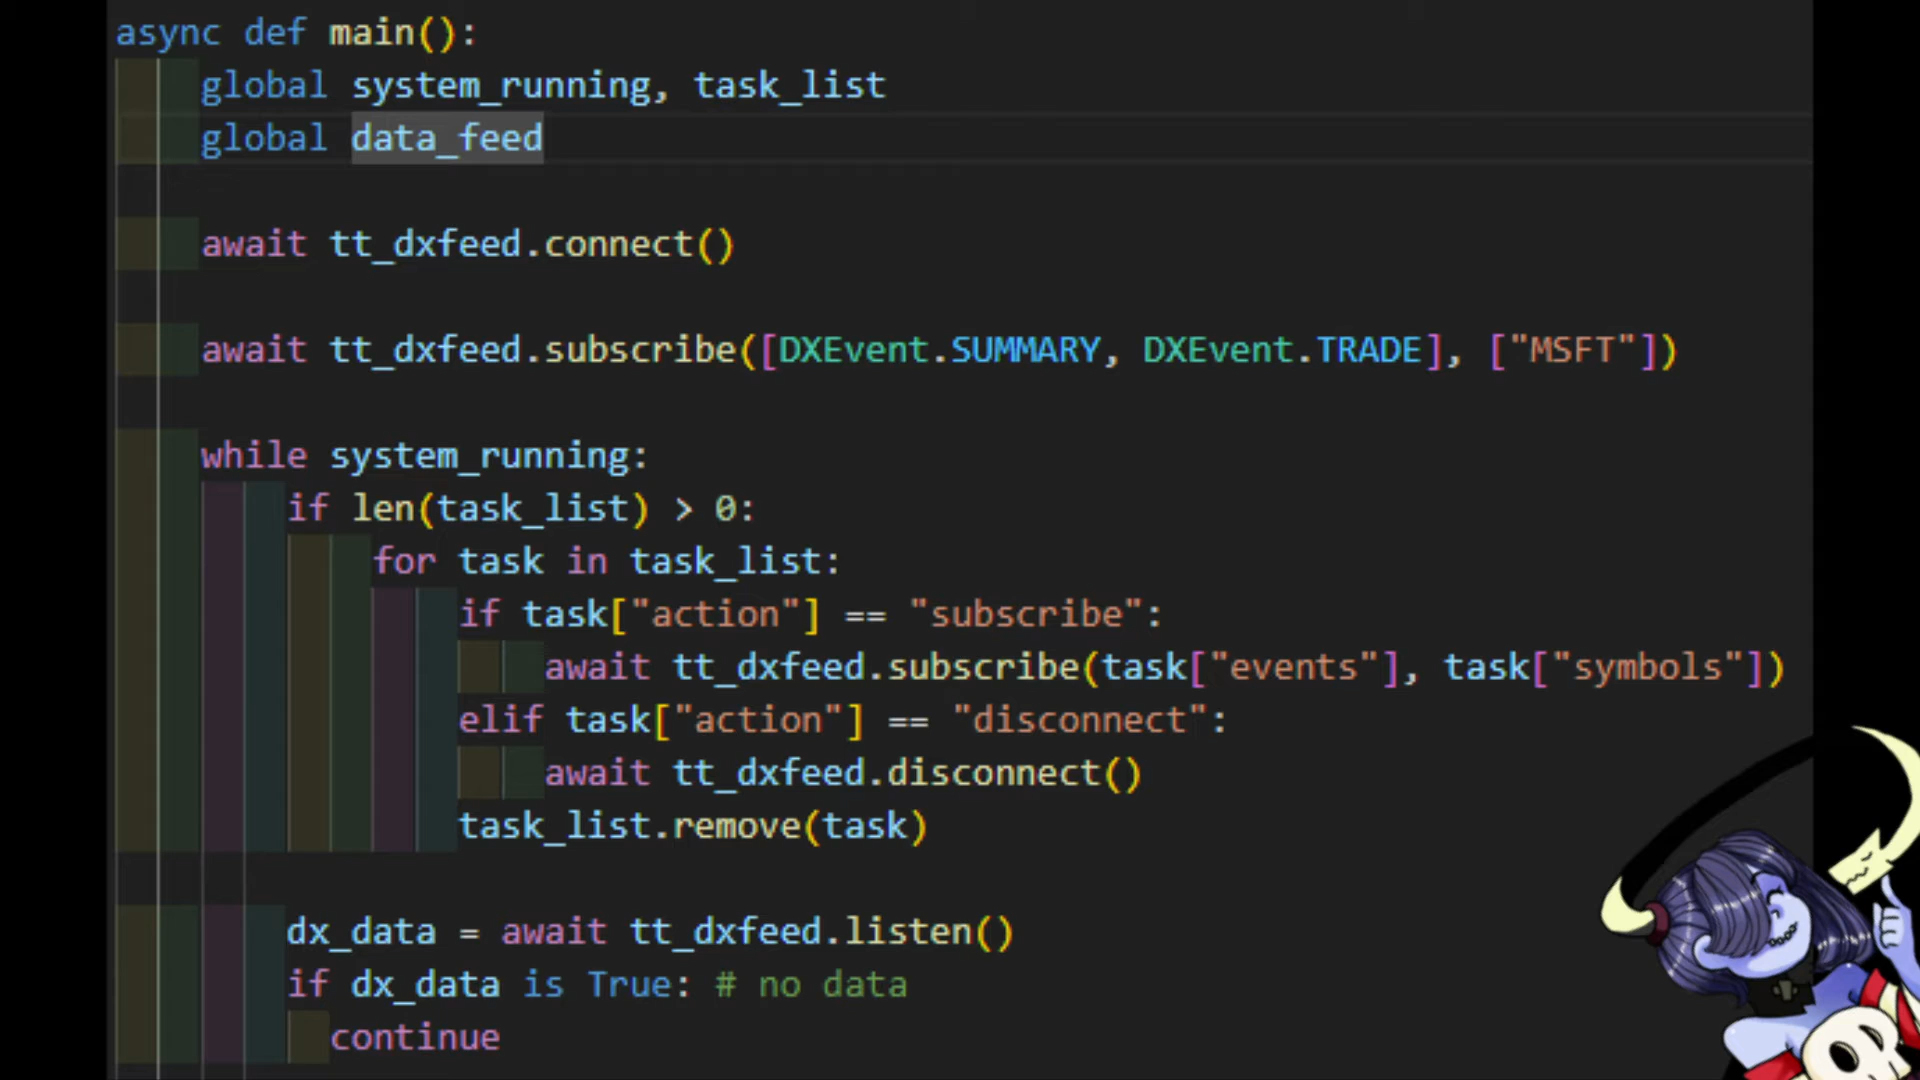 async def main():
global system_running, task_list
global data_feed
await tt_dxfeed.connect()
await tt_dxfeed.subscribe([DXEvent.SUMMARY, DXEvent.TRADE], ["MSFT"])
while system_running:
if len(task_list) > 0:
for task in task_list:
if task["action"] == "subscribe":
await tt_dxfeed.subscribe(task["events"], task["symbols"])
elif task["action"] == "disconnect":
await tt_dxfeed.disconnect()
task_list.remove(task)
dx_data = await tt_dxfeed.listen()
if dx_data is True: # no data
continue